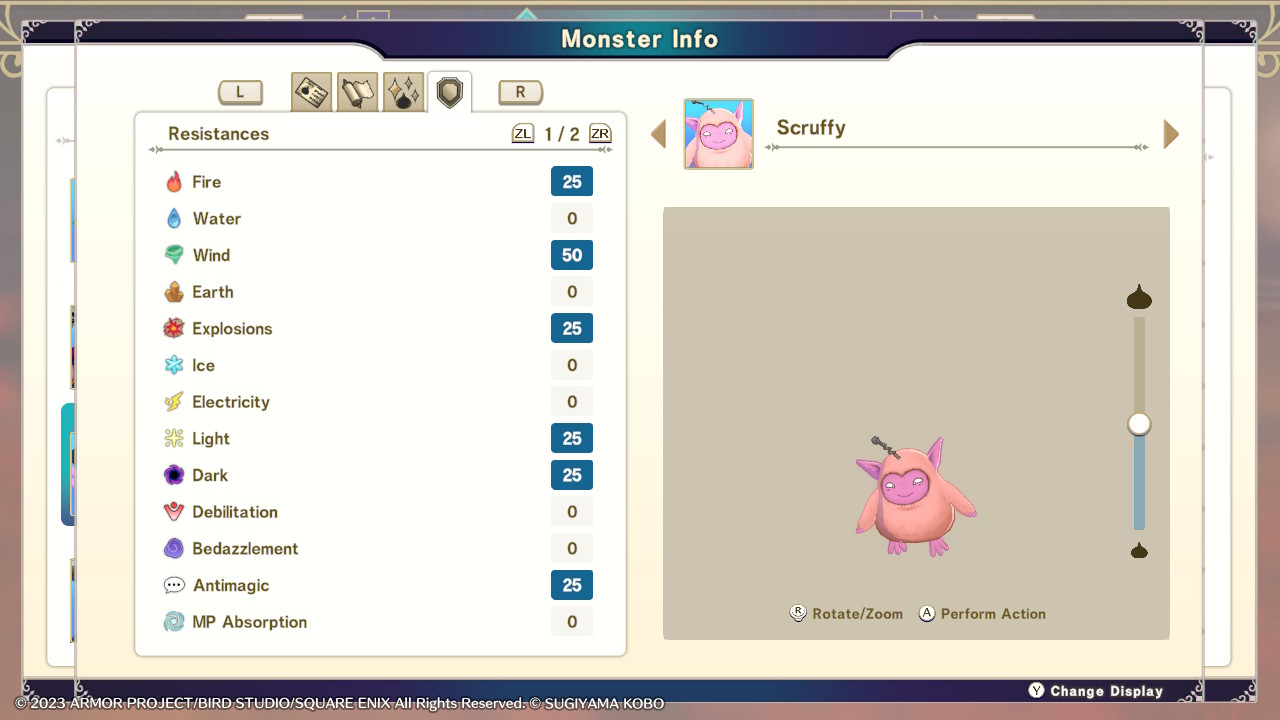 Monster Info
L
R
Resistances
ZL 1 / 2 ZR
Scruffy
Fire 25
Water 0
Wind 50
Earth 0
Explosions 25
Ice 0
Electricity 0
Light 25
Dark 25
Debilitation 0
Bedazzlement 0
Antimagic 25
MP Absorption 0
R Rotate/Zoom A Perform Action
Y Change Display
© 2023 ARMOR PROJECT/BIRD STUDIO/SQUARE ENIX All Rights Reserved. © SUGIYAMA KOBO